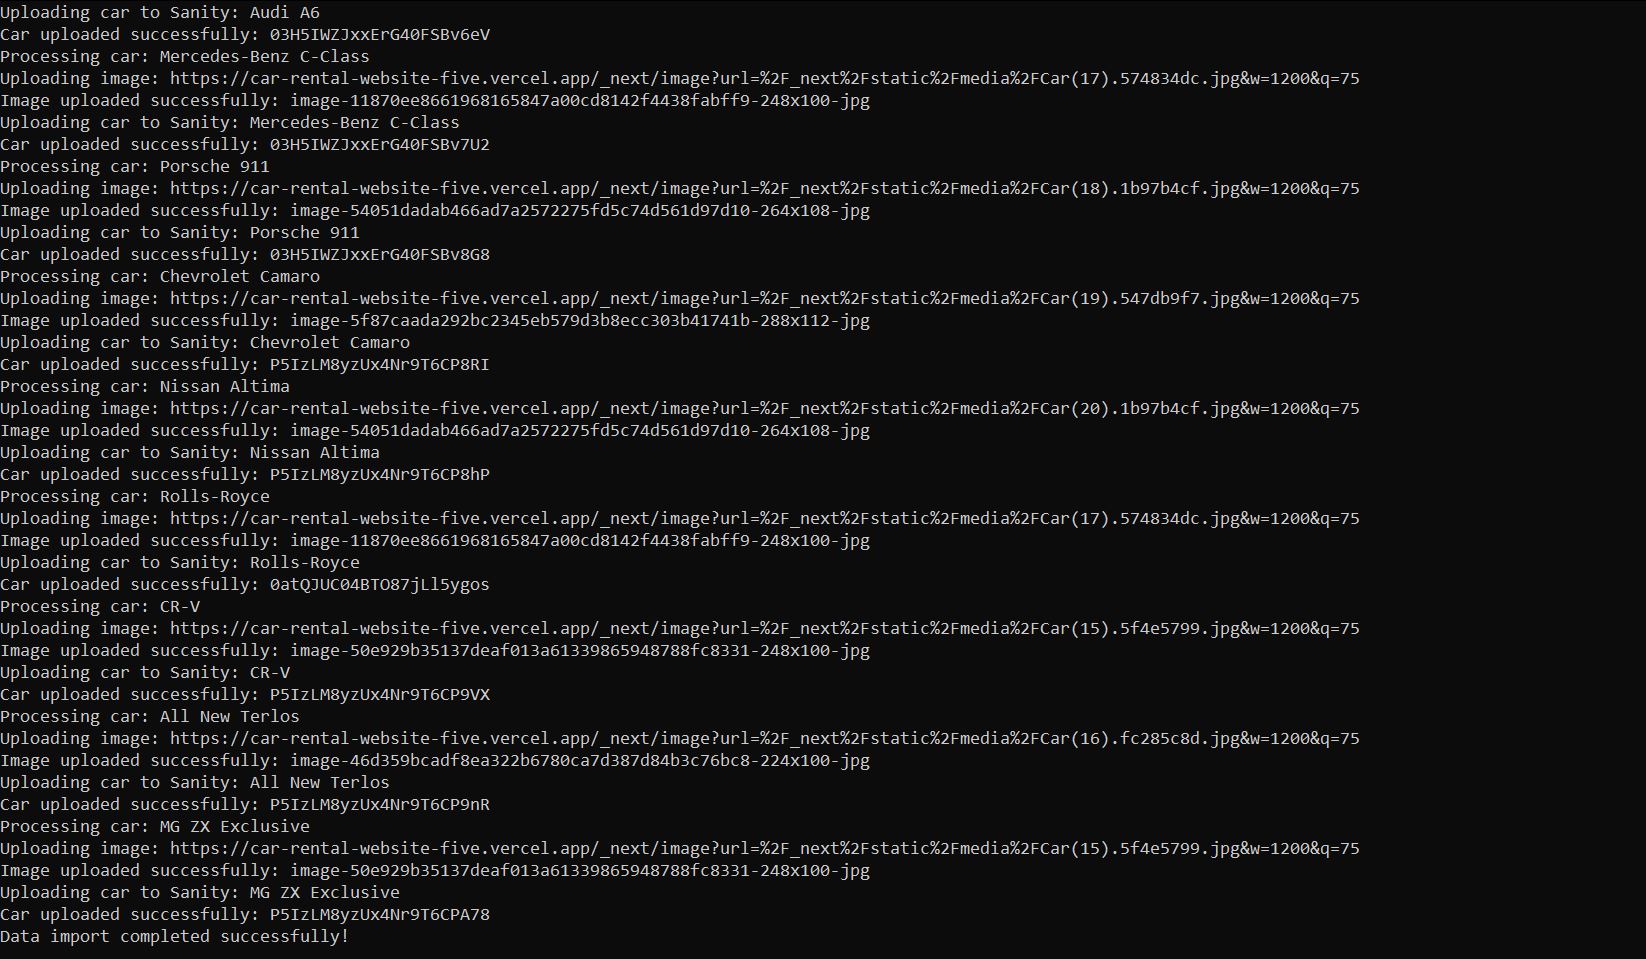 Uploading car to Sanity: Audi A6
Car uploaded successfully: 03H5IWZJxxErG40FSBv6eV
Processing car: Mercedes-Benz C-Class
Uploading image: https://car-rental-website-five.vercel.app/_next/image?url=%2F_next%2Fstatic%2Fmedia%2FCar(17).574834dc.jpg&w=1200&q=75
Image uploaded successfully: image-11870ee8661968165847a00cd8142f4438fabff9-248x100-jpg
Uploading car to Sanity: Mercedes-Benz C-Class
Car uploaded successfully: 03H5IWZJxxErG40FSBv7U2
Processing car: Porsche 911
Uploading image: https://car-rental-website-five.vercel.app/_next/image?url=%2F_next%2Fstatic%2Fmedia%2FCar(18).1b97b4cf.jpg&w=1200&q=75
Image uploaded successfully: image-54051dadab466ad7a2572275fd5c74d561d97d10-264x108-jpg
Uploading car to Sanity: Porsche 911
Car uploaded successfully: 03H5IWZJxxErG40FSBv8G8
Processing car: Chevrolet Camaro
Uploading image: https://car-rental-website-five.vercel.app/_next/image?url=%2F_next%2Fstatic%2Fmedia%2FCar(19).547db9f7.jpg&w=1200&q=75
Image uploaded successfully: image-5f87caada292bc2345eb579d3b8ecc303b41741b-288x112-jpg
Uploading car to Sanity: Chevrolet Camaro
Car uploaded successfully: P5IzLM8yzUx4Nr9T6CP8RI
Processing car: Nissan Altima
Uploading image: https://car-rental-website-five.vercel.app/_next/image?url=%2F_next%2Fstatic%2Fmedia%2FCar(20).1b97b4cf.jpg&w=1200&q=75
Image uploaded successfully: image-54051dadab466ad7a2572275fd5c74d561d97d10-264x108-jpg
Uploading car to Sanity: Nissan Altima
Car uploaded successfully: P5IzLM8yzUx4Nr9T6CP8hP
Processing car: Rolls-Royce
Uploading image: https://car-rental-website-five.vercel.app/_next/image?url=%2F_next%2Fstatic%2Fmedia%2FCar(17).574834dc.jpg&w=1200&q=75
Image uploaded successfully: image-11870ee8661968165847a00cd8142f4438fabff9-248x100-jpg
Uploading car to Sanity: Rolls-Royce
Car uploaded successfully: 0atQJUC04BTO87jLl5ygos
Processing car: CR-V
Uploading image: https://car-rental-website-five.vercel.app/_next/image?url=%2F_next%2Fstatic%2Fmedia%2FCar(15).5f4e5799.jpg&w=1200&q=75
Image uploaded successfully: image-50e929b35137deaf013a61339865948788fc8331-248x100-jpg
Uploading car to Sanity: CR-V
Car uploaded successfully: P5IzLM8yzUx4Nr9T6CP9VX
Processing car: All New Terlos
Uploading image: https://car-rental-website-five.vercel.app/_next/image?url=%2F_next%2Fstatic%2Fmedia%2FCar(16).fc285c8d.jpg&w=1200&q=75
Image uploaded successfully: image-46d359bcadf8ea322b6780ca7d387d84b3c76bc8-224x100-jpg
Uploading car to Sanity: All New Terlos
Car uploaded successfully: P5IzLM8yzUx4Nr9T6CP9nR
Processing car: MG ZX Exclusive
Uploading image: https://car-rental-website-five.vercel.app/_next/image?url=%2F_next%2Fstatic%2Fmedia%2FCar(15).5f4e5799.jpg&w=1200&q=75
Image uploaded successfully: image-50e929b35137deaf013a61339865948788fc8331-248x100-jpg
Uploading car to Sanity: MG ZX Exclusive
Car uploaded successfully: P5IzLM8yzUx4Nr9T6CPA78
Data import completed successfully!